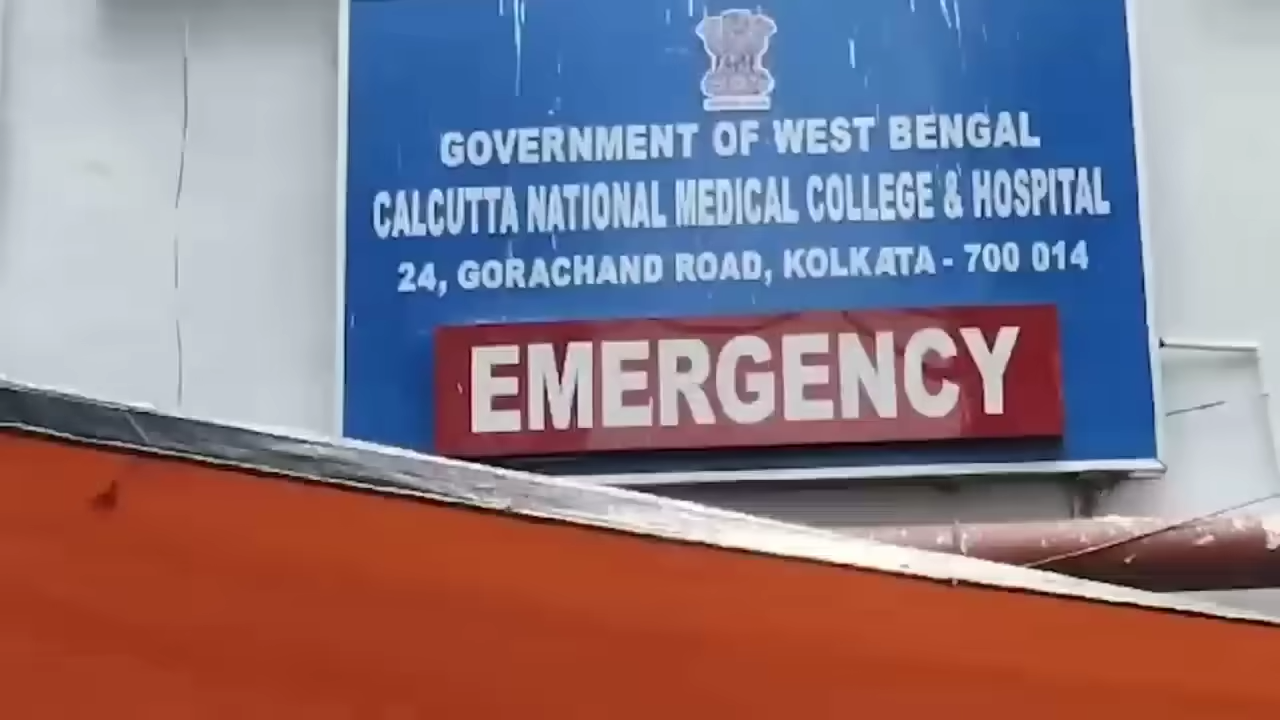 GOVERNMENT OF WEST BENGAL
CALCUTTA NATIONAL MEDICAL COLLEGE & HOSPITAL
24, GORACHAND ROAD, KOLKATA - 700 014
EMERGENCY